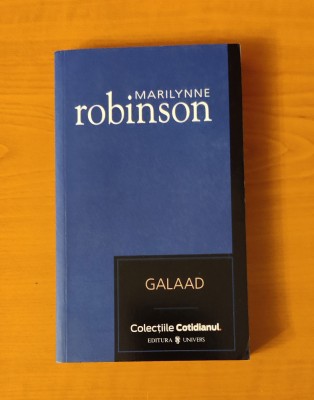 MARILYNNE
robinson
GALAAD
Colecțiile Cotidianul.
EDITURA UNIVERS